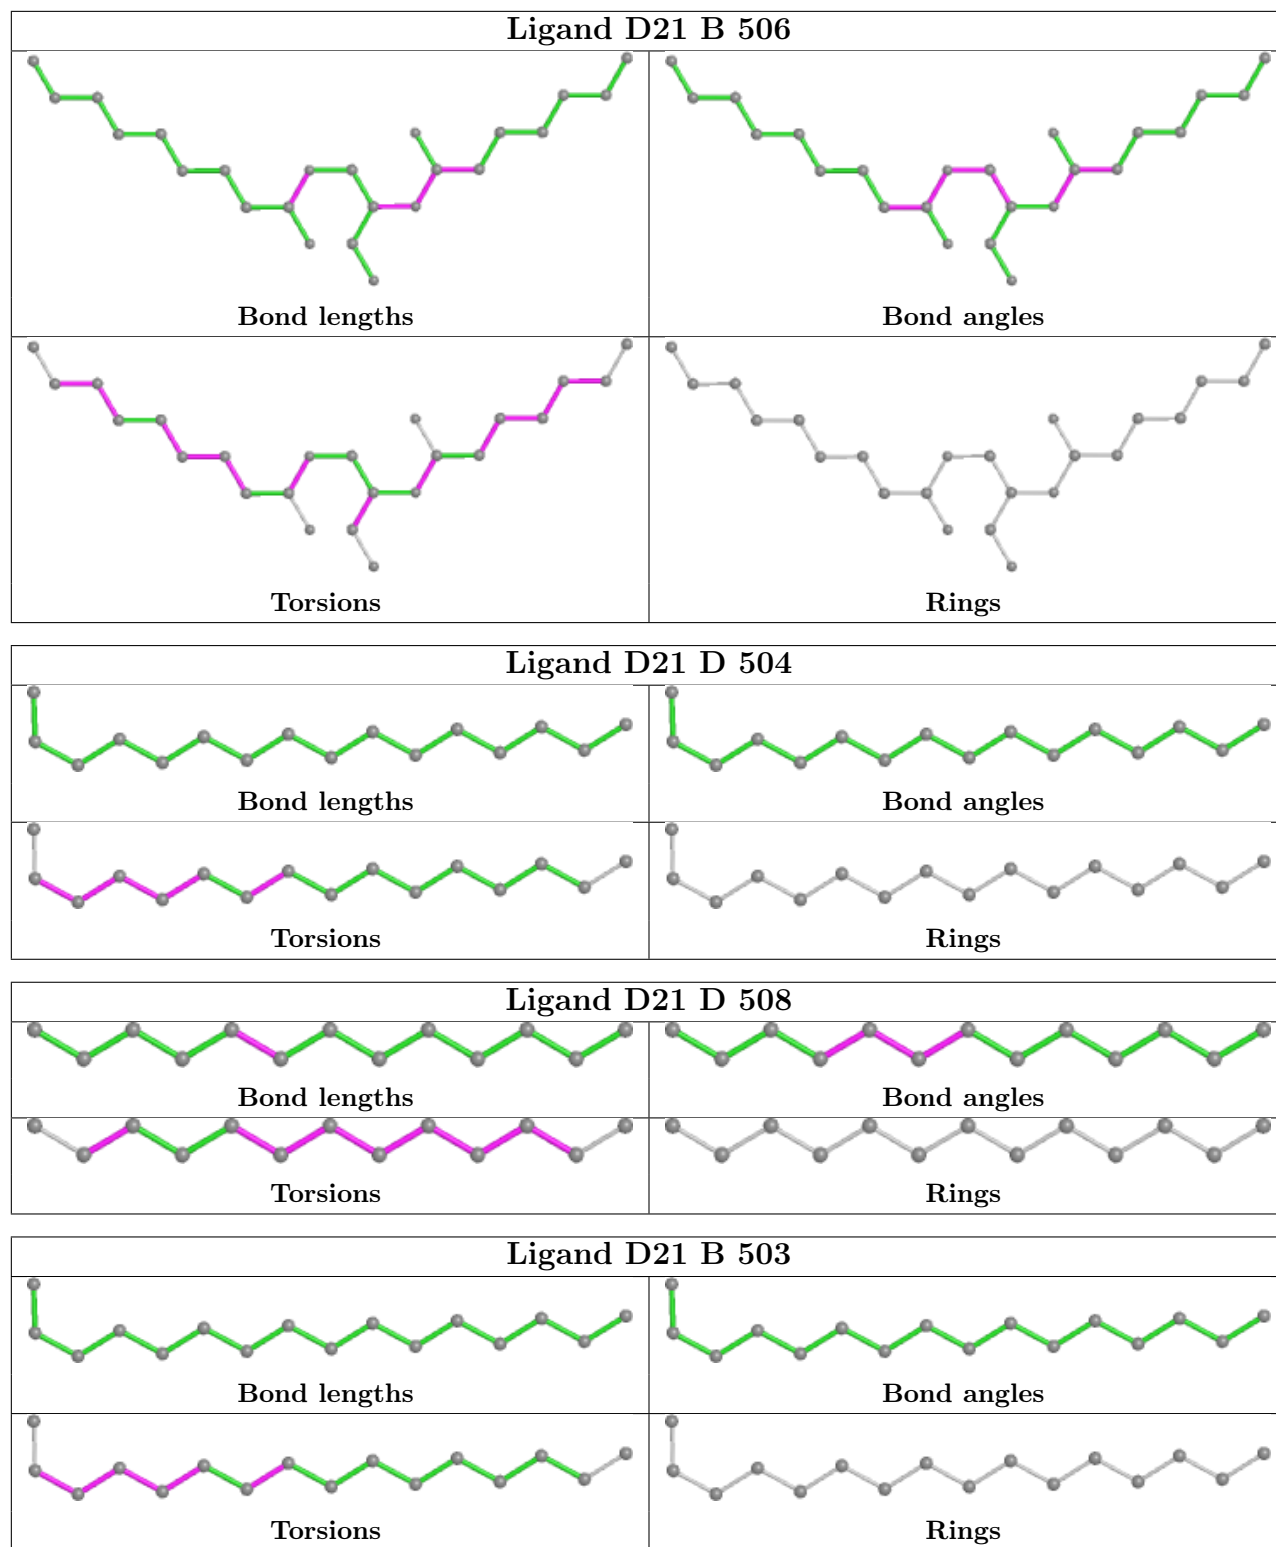 Ligand D21 B 506
Bond lengths
Bond angles
Torsions
Rings
Ligand D21 D 504
Bond lengths
Bond angles
Torsions
Rings
Ligand D21 D 508
Bond lengths
Bond angles
Torsions
Rings
Ligand D21 B 503
Bond lengths
Bond angles
Torsions
Rings